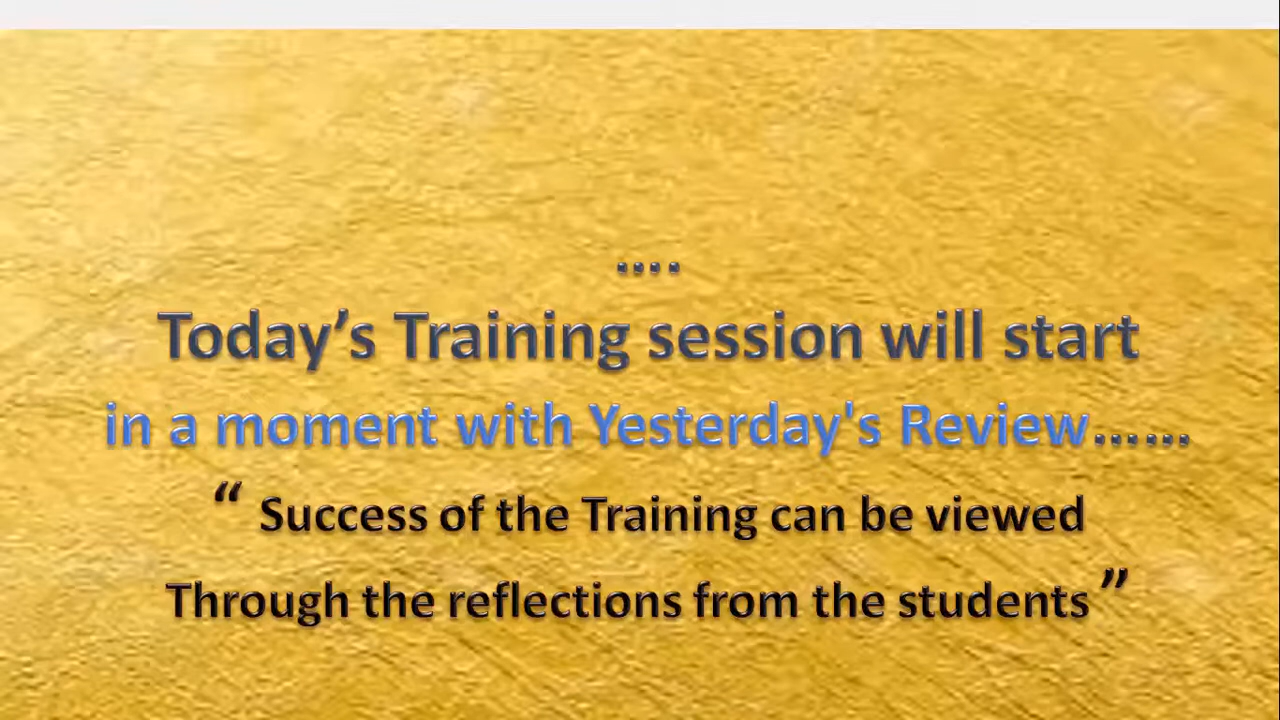 ....
Today’s Training session will start
in a moment with Yesterday's Review......
“ Success of the Training can be viewed
Through the reflections from the students ”